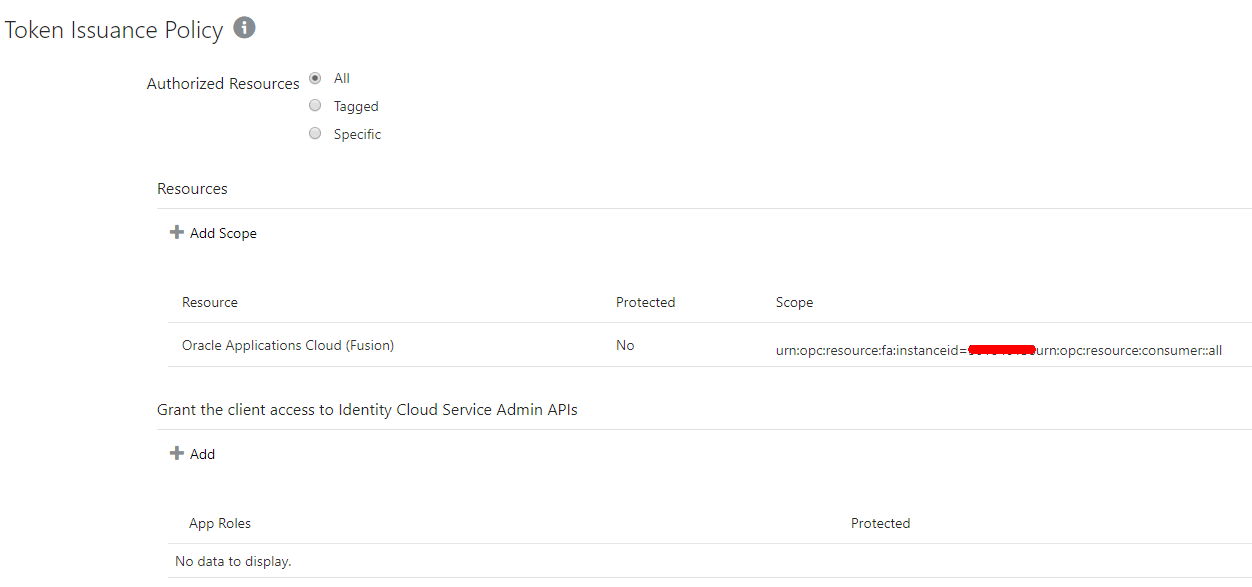 Token Issuance Policy
Authorized Resources
All
Tagged
Specific
Resources
Add Scope
Resource Protected Scope
Oracle Applications Cloud (Fusion) No urn:opc:resource:fa:instanceid= urn:opc:resource:consumer::all
Grant the client access to Identity Cloud Service Admin APIs
Add
App Roles Protected
No data to display.